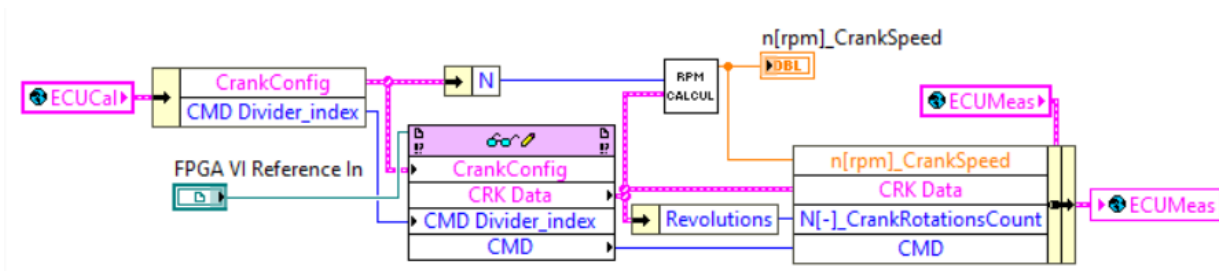 n[rpm]_CrankSpeed
DBL
ECUCal
CrankConfig
CMD Divider_index
N
RPM
CALCUL
ECUMeas
FPGA VI Reference In
CrankConfig
CRK Data
CMD Divider_index
CMD
Revolutions
n[rpm]_CrankSpeed
CRK Data
N[-]_CrankRotationsCount
CMD
ECUMeas